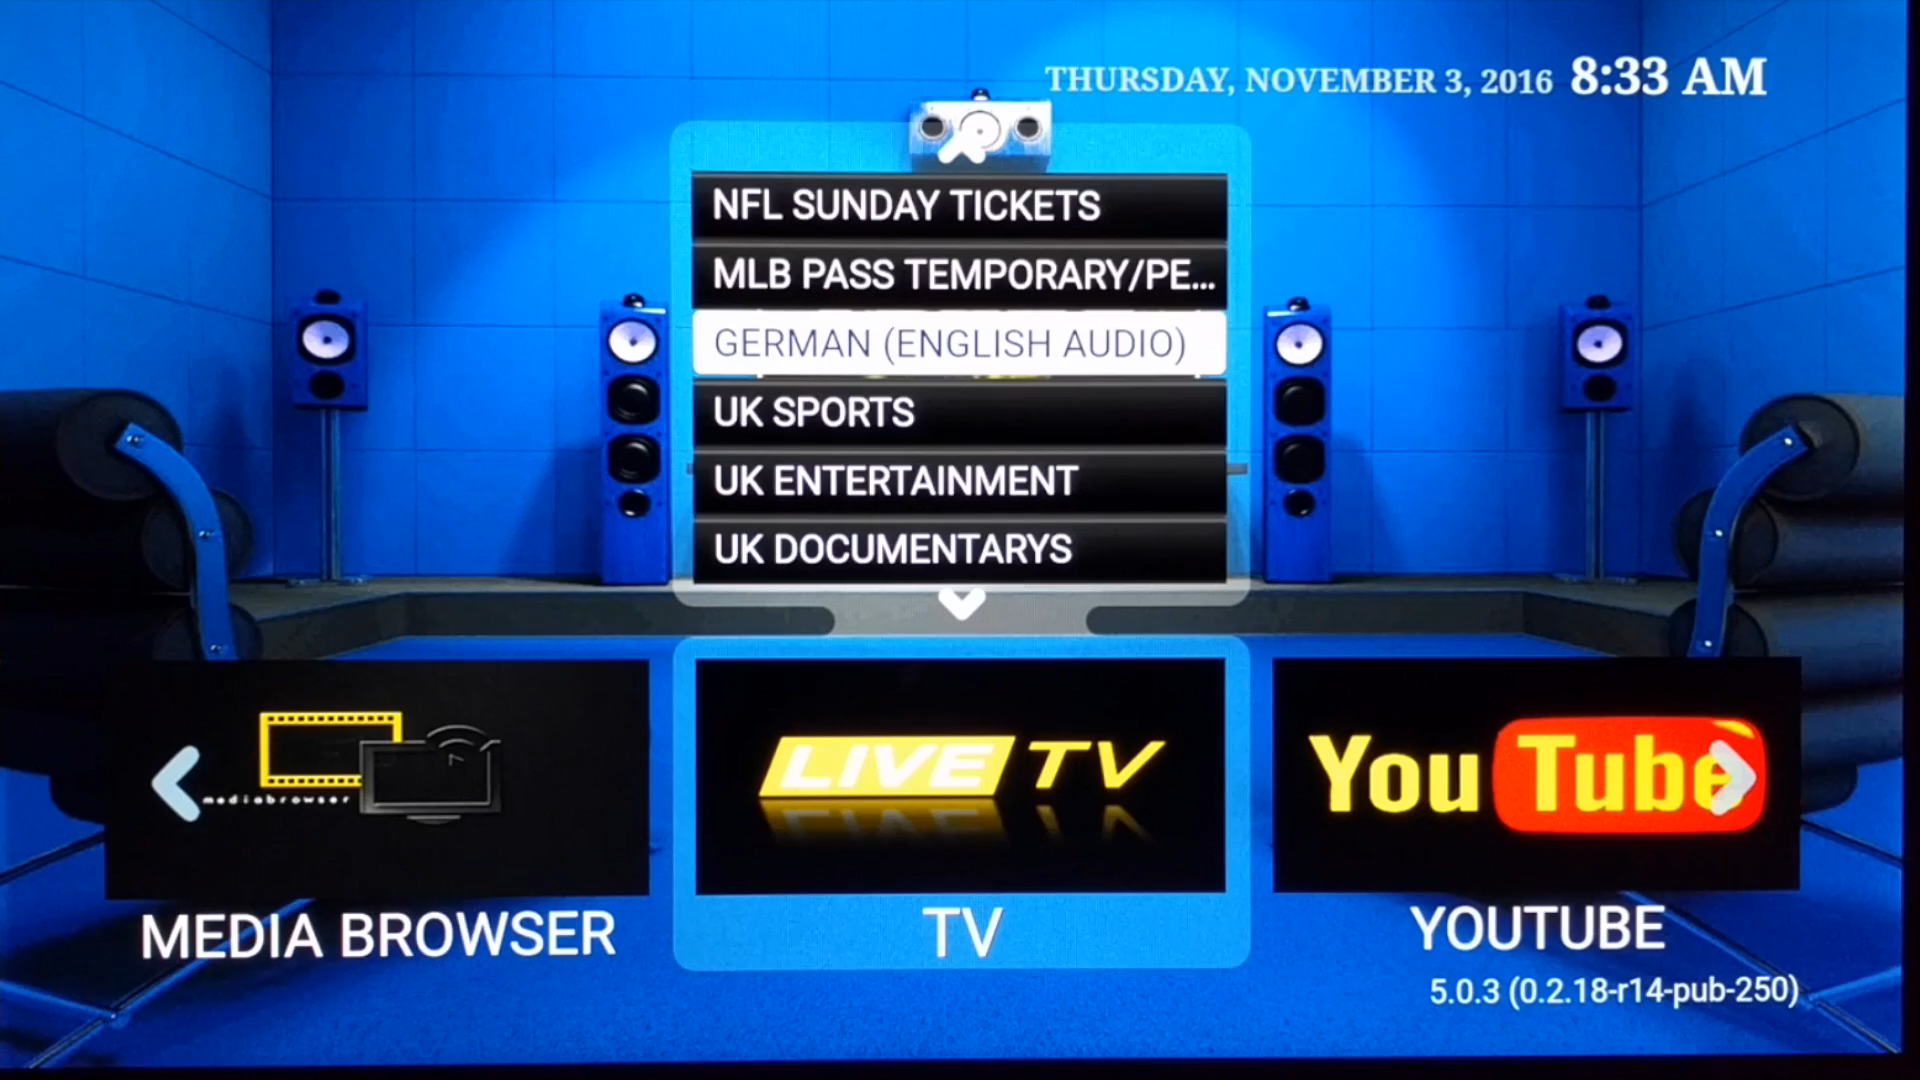 THURSDAY, NOVEMBER 3, 2016 8:33 AM
NFL SUNDAY TICKETS
MLB PASS TEMPORARY/PE...
GERMAN (ENGLISH AUDIO)
UK SPORTS
UK ENTERTAINMENT
UK DOCUMENTARYS
mediabrowser
LIVE TV
YouTube
MEDIA BROWSER
TV
YOUTUBE
5.0.3 (0.2.18-r14-pub-250)